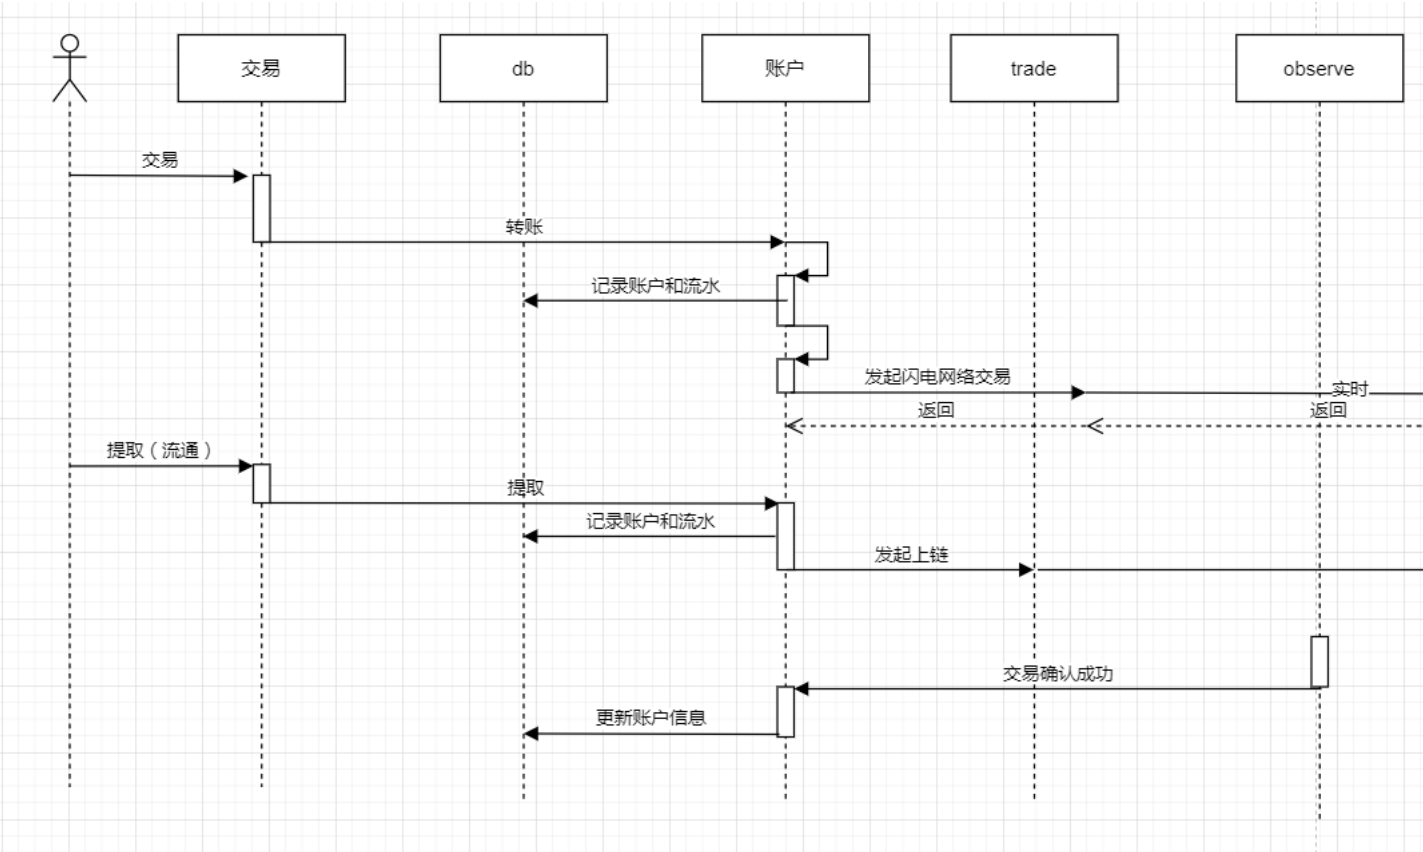 交易
db
账户
trade
observe
交易
转账
记录账户和流水
发起闪电网络交易
实时
返回
返回
提取（流通）
提取
记录账户和流水
发起上链
交易确认成功
更新账户信息